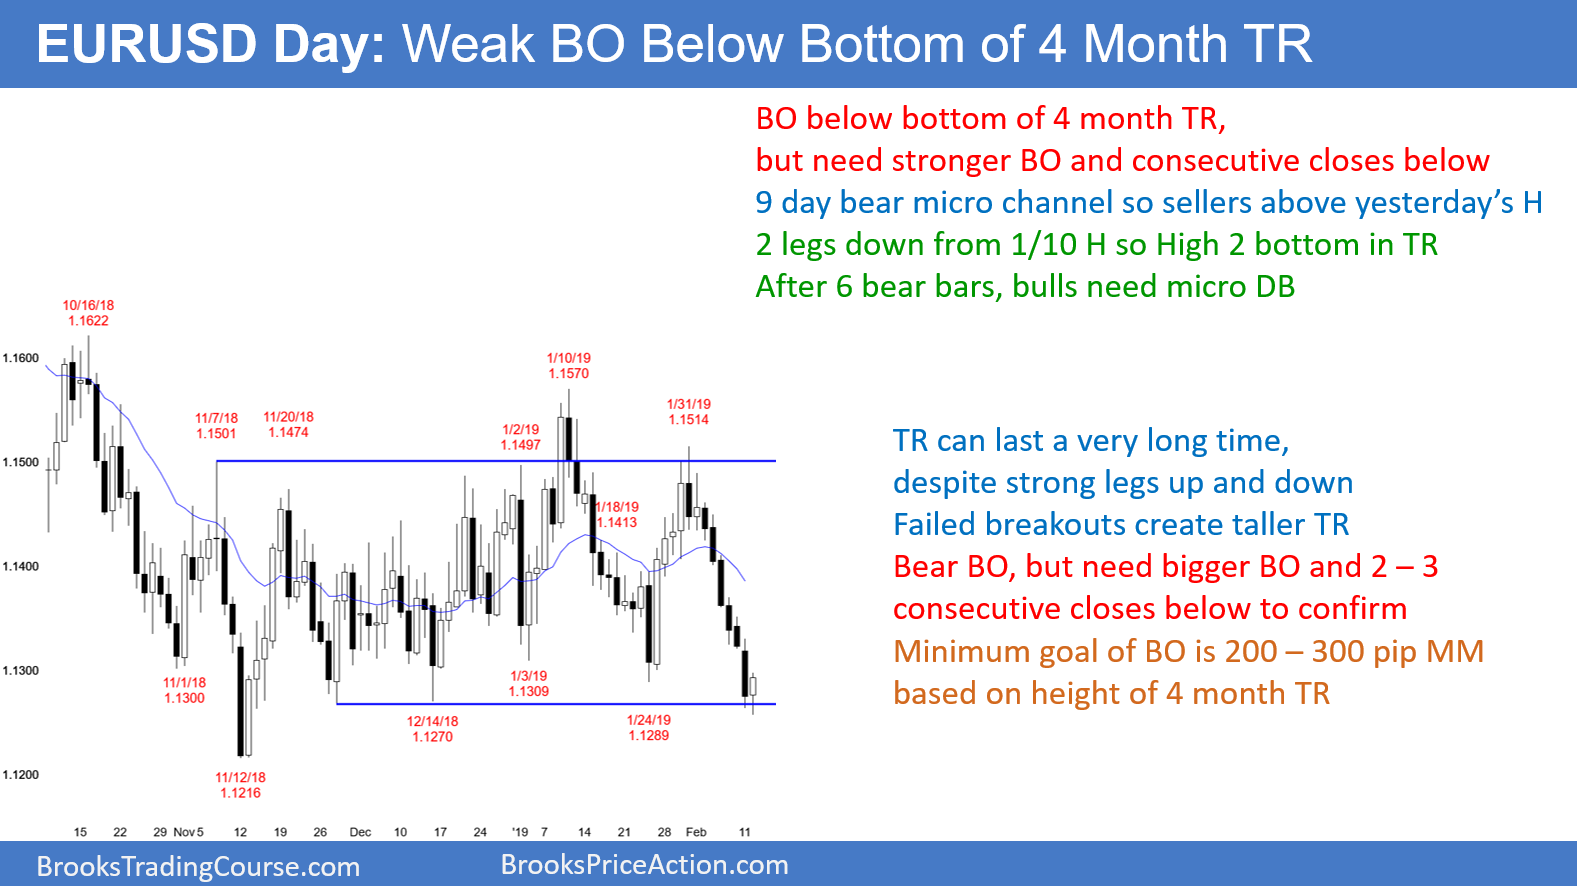 EURUSD Day: Weak BO Below Bottom of 4 Month TR
BO below bottom of 4 month TR,
but need stronger BO and consecutive closes below
9 day bear micro channel so sellers above yesterday’s H
2 legs down from 1/10 H so High 2 bottom in TR
After 6 bear bars, bulls need micro DB
10/16/18
1.1622
1/10/19
1.1570
1/31/19
1.1514
11/7/18
1.1501
11/20/18
1.1474
1/2/19
1.1497
1/18/19
1.1413
1.1600
1.1500
1.1400
1.1300
1.1200
11/1/18
1.1300
11/12/18
1.1216
12/14/18
1.1270
1/3/19
1.1309
1/24/19
1.1289
TR can last a very long time,
despite strong legs up and down
Failed breakouts create taller TR
Bear BO, but need bigger BO and 2 – 3
consecutive closes below to confirm
Minimum goal of BO is 200 – 300 pip MM
based on height of 4 month TR
15 22 29 Nov 5 12 19 26 Dec 10 17 24 '19 7 14 21 28 Feb 11
BrooksTradingCourse.com
BrooksPriceAction.com